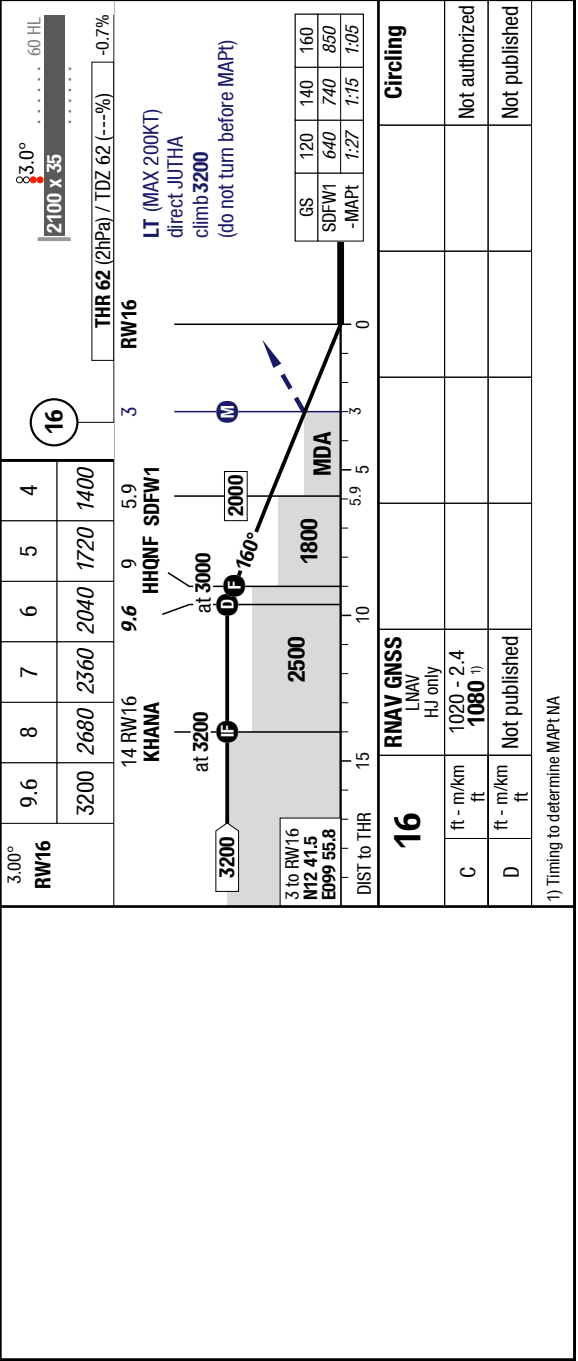 3.00° 9.6 8 7 6 5 4
RW16 3200 2680 2360 2040 1720 1400
16
3.0°
60 HL
2100 x 35
THR 62 (2hPa) / TDZ 62 (---%) -0.7%
14 RW16 9.6 9 5.9 3 RW16
KHANA HHQNF SDFW1
at 3200 at 3000
LT (MAX 200KT)
direct JUTHA
climb 3200
(do not turn before MAPt)
3200 IF D F 160° 2000 M
2500 1800 MDA
GS 120 140 160
SDFW1 640 740 850
-MAPt 1:27 1:15 1:05
3 to RW16
N12 41.5
E099 55.8
DIST to THR 15 10 5.9 5 3 0
16 RNAV GNSS Circling
LNAV
HJ only
C ft - m/km 1020 - 2.4 Not authorized
ft 1080 1)
D ft - m/km Not published Not published
ft
1) Timing to determine MAPt NA